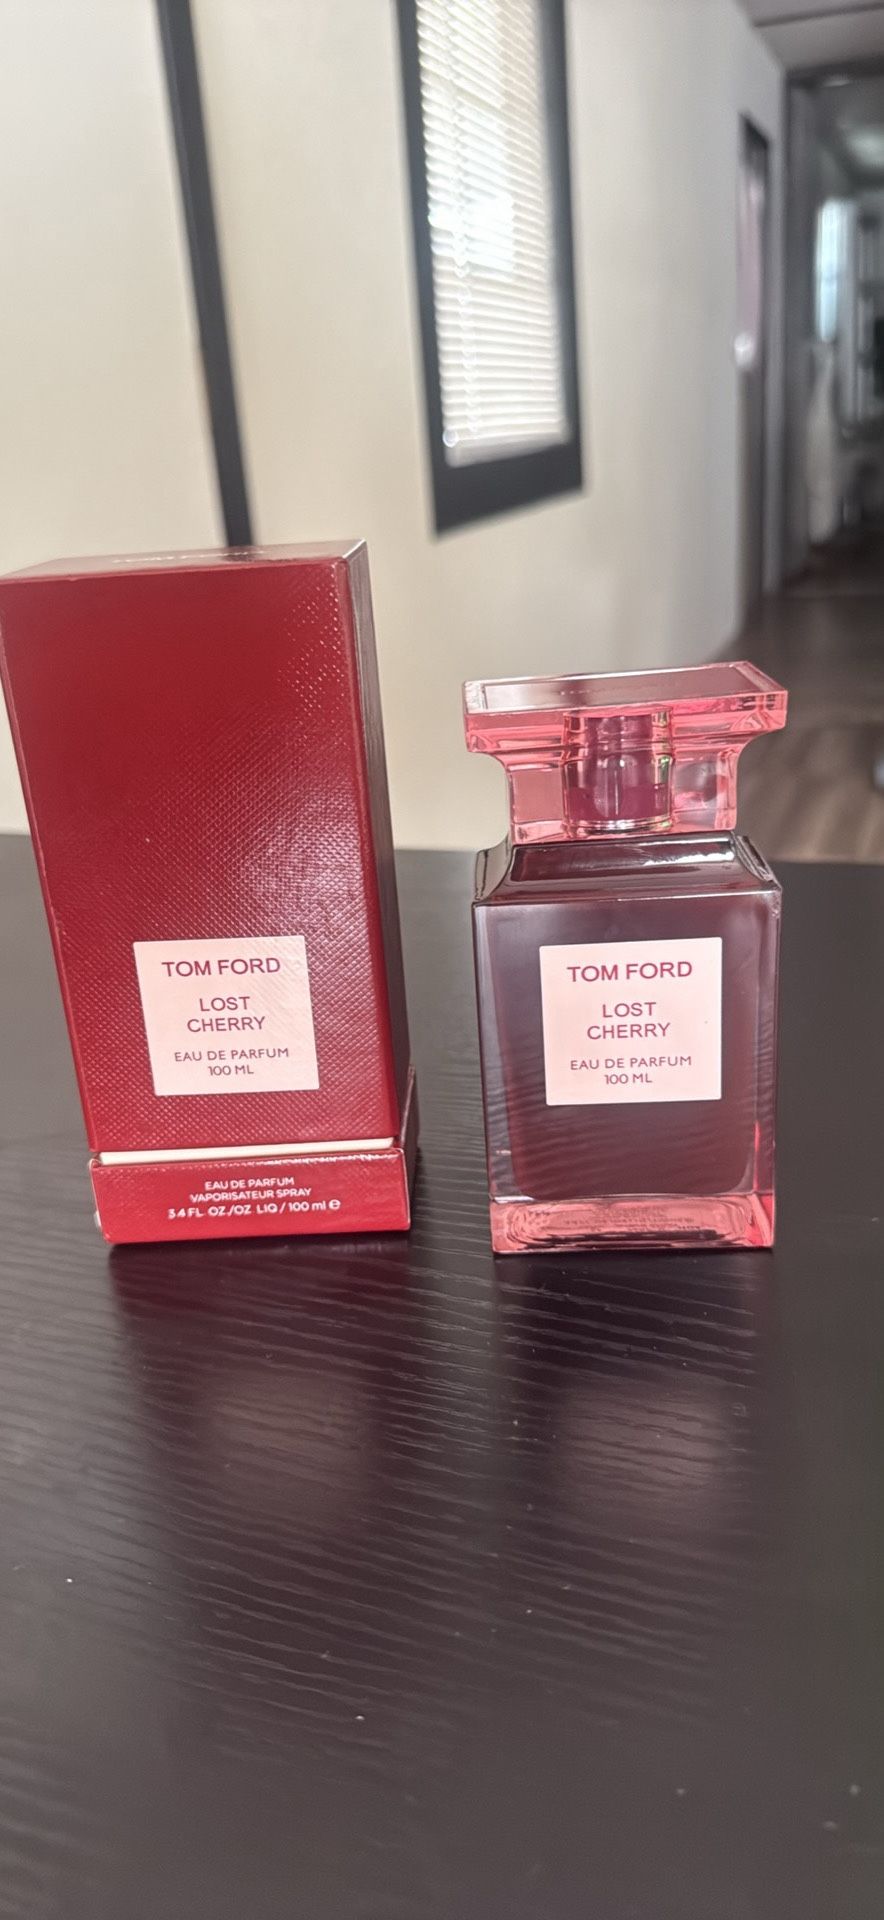 TOM FORD
LOST
CHERRY
EAU DE PARFUM
100 ML
EAU DE PARFUM
VAPORISATEUR SPRAY
3.4 FL. OZ./OZ LIQ / 100 ml ℮
TOM FORD
LOST
CHERRY
EAU DE PARFUM
100 ML